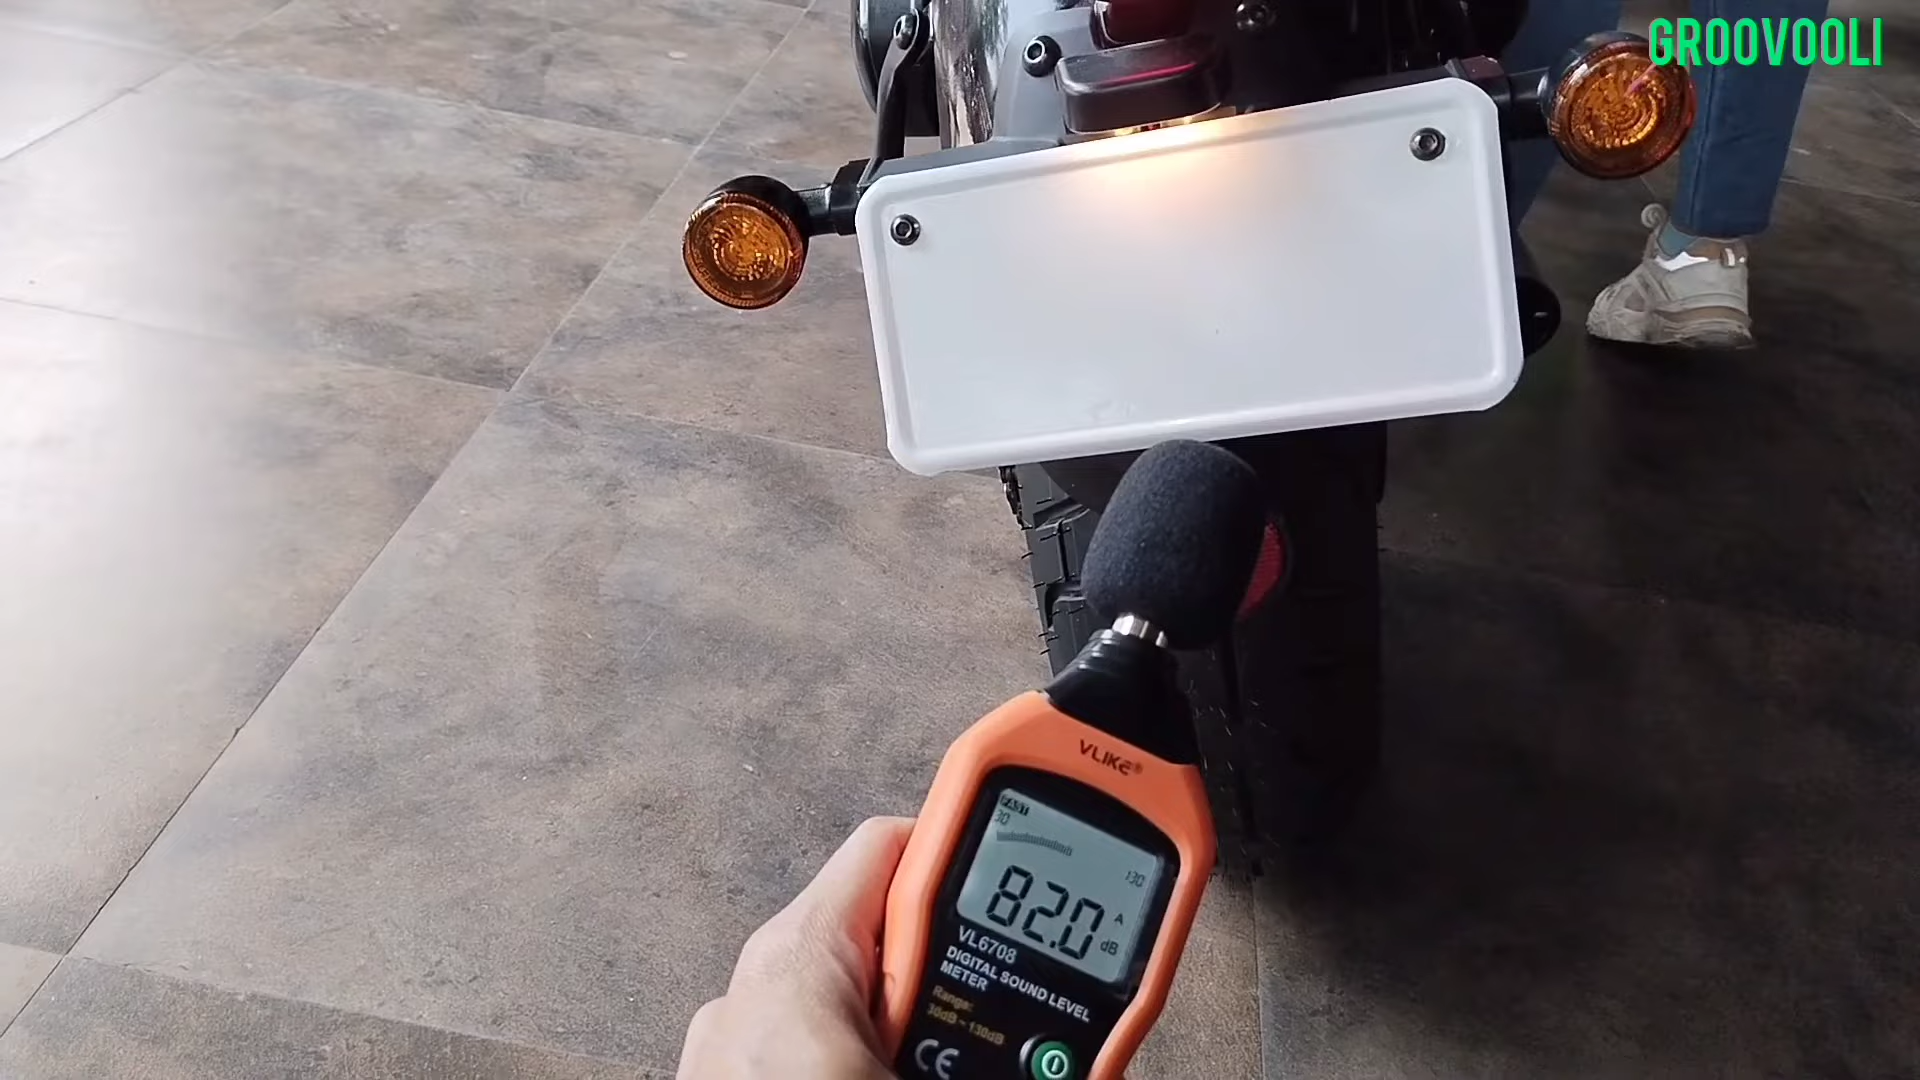 GROOVOOLI
VLIKE®
FAST
30
130
82.0 A
dB
VL6708
DIGITAL SOUND LEVEL
METER
Range:
30dB ~ 130dB
CE